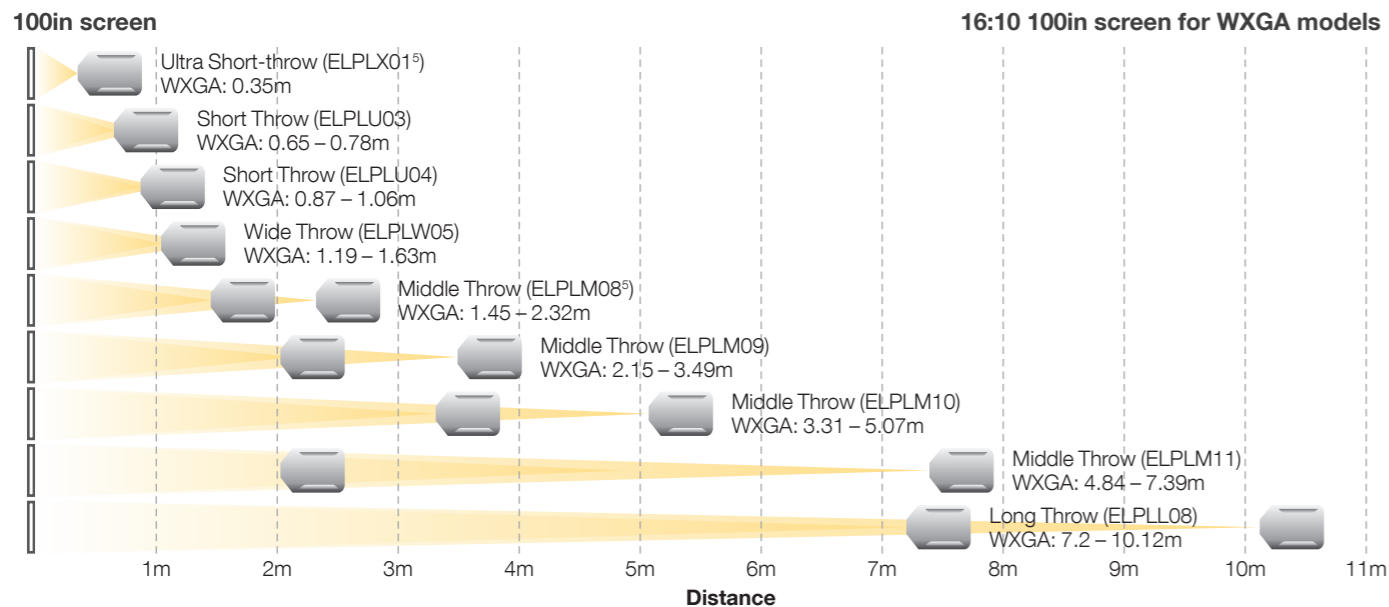 100in screen
16:10 100in screen for WXGA models
Ultra Short-throw (ELPLX01⁵)
WXGA: 0.35m
Short Throw (ELPLU03)
WXGA: 0.65 – 0.78m
Short Throw (ELPLU04)
WXGA: 0.87 – 1.06m
Wide Throw (ELPLW05)
WXGA: 1.19 – 1.63m
Middle Throw (ELPLM08⁵)
WXGA: 1.45 – 2.32m
Middle Throw (ELPLM09)
WXGA: 2.15 – 3.49m
Middle Throw (ELPLM10)
WXGA: 3.31 – 5.07m
Middle Throw (ELPLM11)
WXGA: 4.84 – 7.39m
Long Throw (ELPLL08)
WXGA: 7.2 – 10.12m
1m 2m 3m 4m 5m 6m 7m 8m 9m 10m 11m
Distance